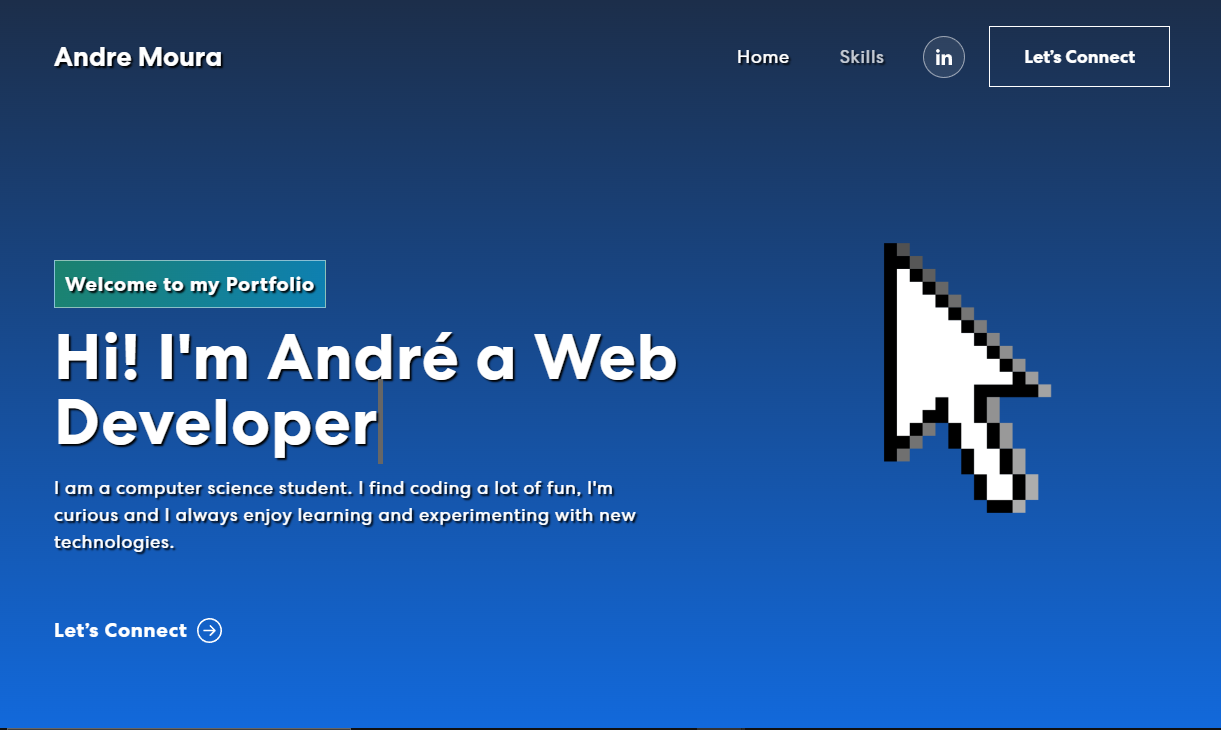 Andre Moura
Home
Skills
in
Let's Connect
Welcome to my Portfolio
Hi! I'm André a Web
Developer
I am a computer science student. I find coding a lot of fun, I'm
curious and I always enjoy learning and experimenting with new
technologies.
Let's Connect